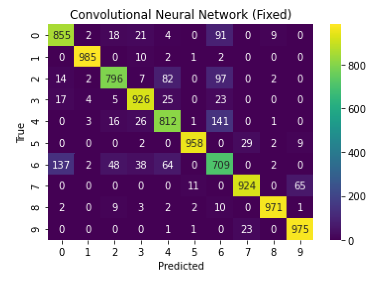 Convolutional Neural Network (Fixed)
0 855 2 18 21 4 0 91 0 9 0
1 0 985 0 10 2 1 2 0 0 0
2 14 2 796 7 82 0 97 0 2 0
3 17 4 5 926 25 0 23 0 0 0
4 0 3 16 26 812 1 141 0 1 0
5 0 0 0 1 0 958 0 29 2 9
6 137 2 48 38 64 0 709 0 2 0
7 0 0 0 0 0 11 0 924 0 65
8 2 0 9 3 2 2 10 0 971 1
9 0 0 0 0 1 1 0 23 0 975
0 1 2 3 4 5 6 7 8 9
Predicted
True
800
600
400
200
0